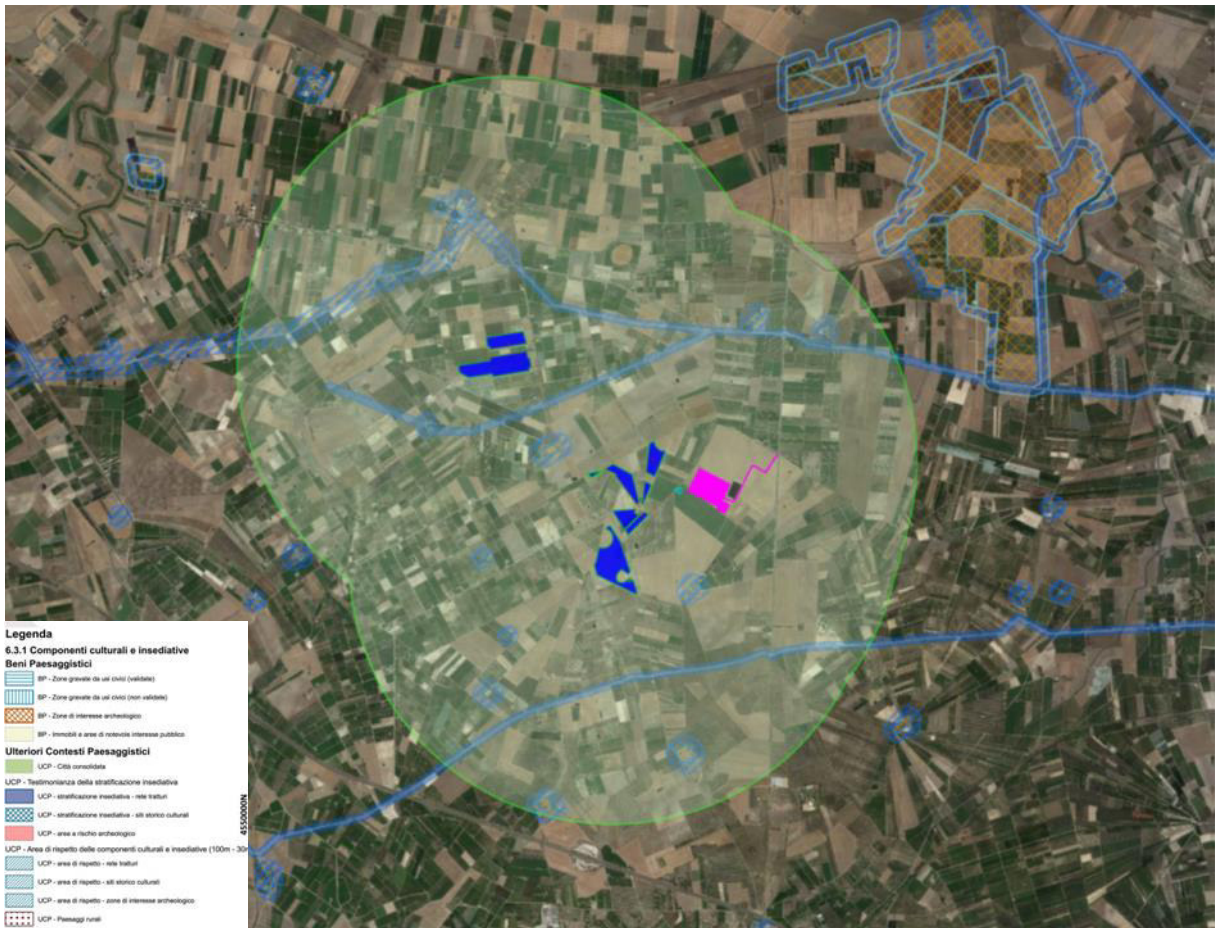 Legenda
6.3.1 Componenti culturali e insediative
Beni Paesaggistici
BP - Zone gravate da usi civici (validate)
BP - Zone gravate da usi civici (non validate)
BP - Zone di interesse archeologico
BP - Immobili e aree di notevole interesse pubblico
Ulteriori Contesti Paesaggistici
UCP - Città consolidata
UCP - Testimonianza della stratificazione insediativa
UCP - stratificazione insediativa - rete tratturi
UCP - stratificazione insediativa - siti storico culturali
UCP - aree a rischio archeologico
UCP - Area di rispetto delle componenti culturali e insediative (100m - 30
UCP - area di rispetto - rete tratturi
UCP - area di rispetto - siti storico culturali
UCP - area di rispetto - zone di interesse archeologico
UCP - Paesaggi rurali
4550000N